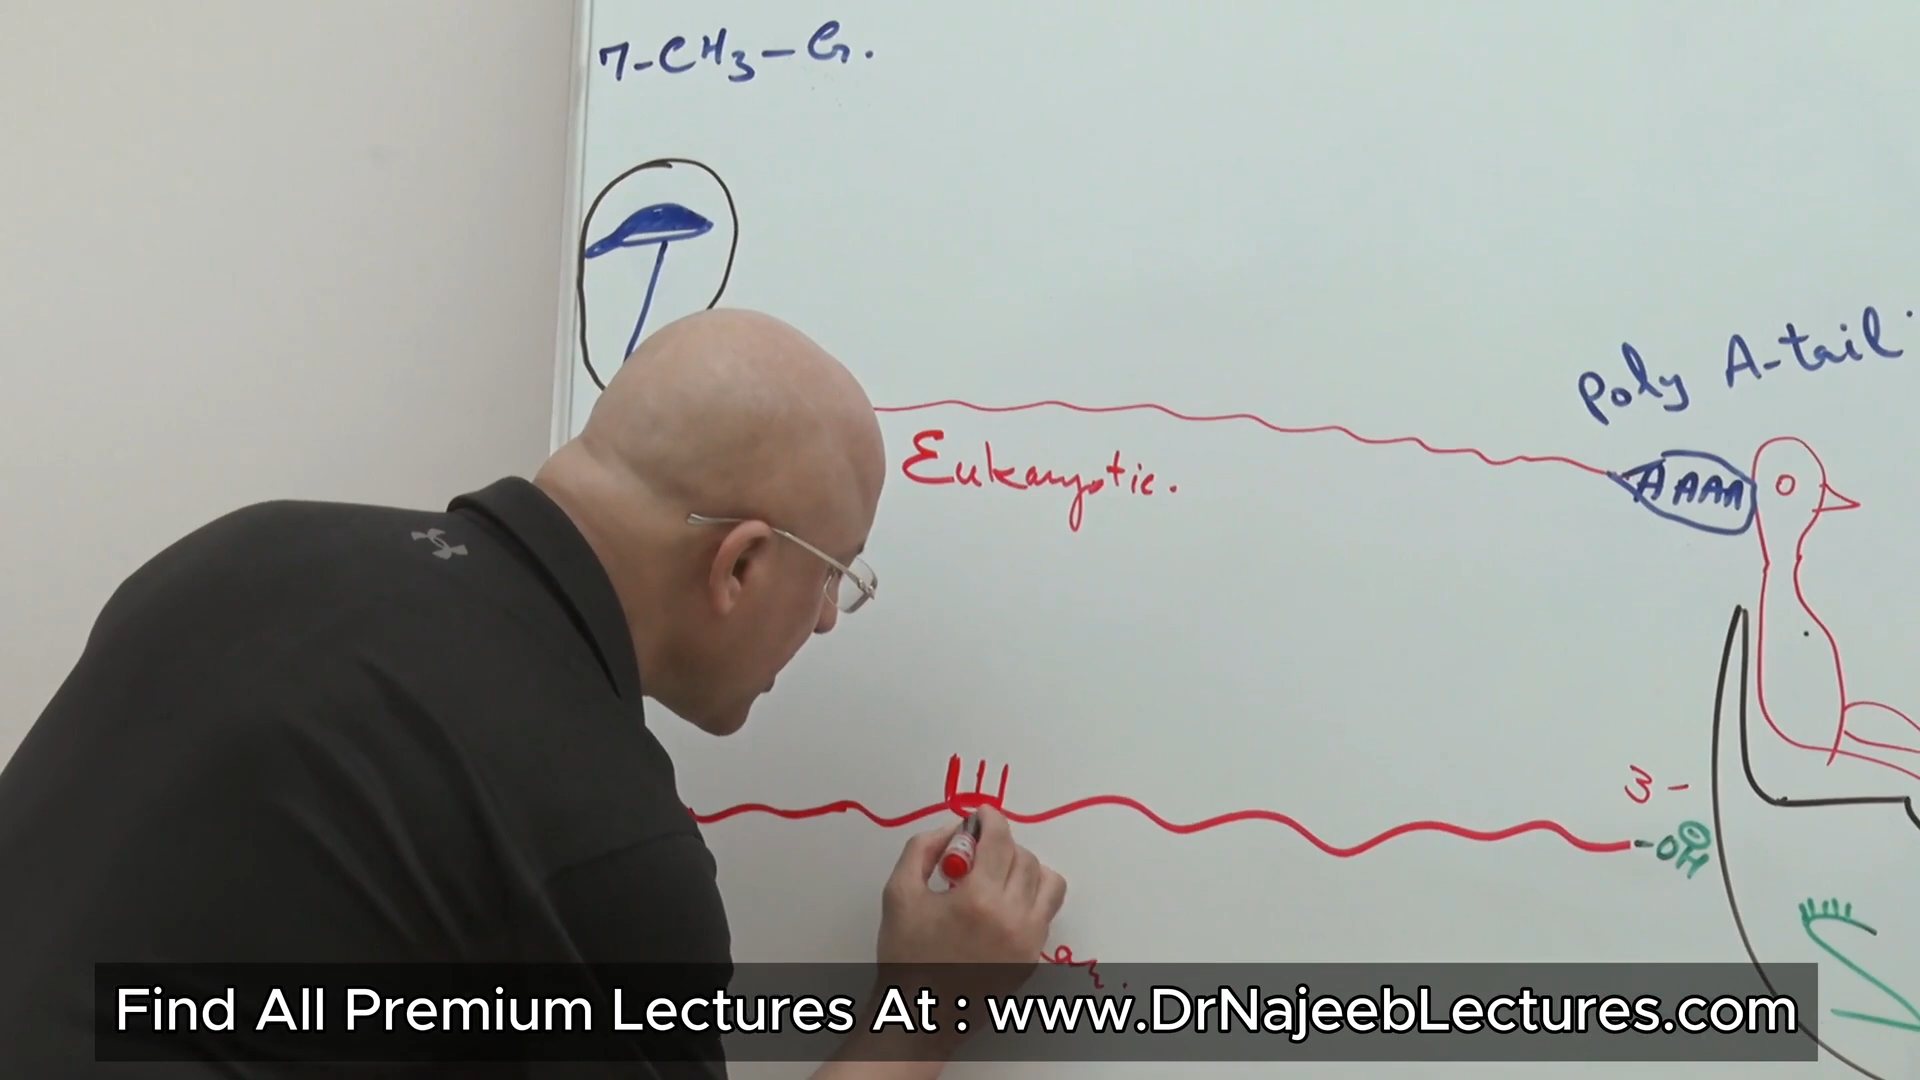 7-CH3-G.
poly A-tail.
Eukaryotic.
AAAA
3-
-OH
Find All Premium Lectures At : www.DrNajeebLectures.com